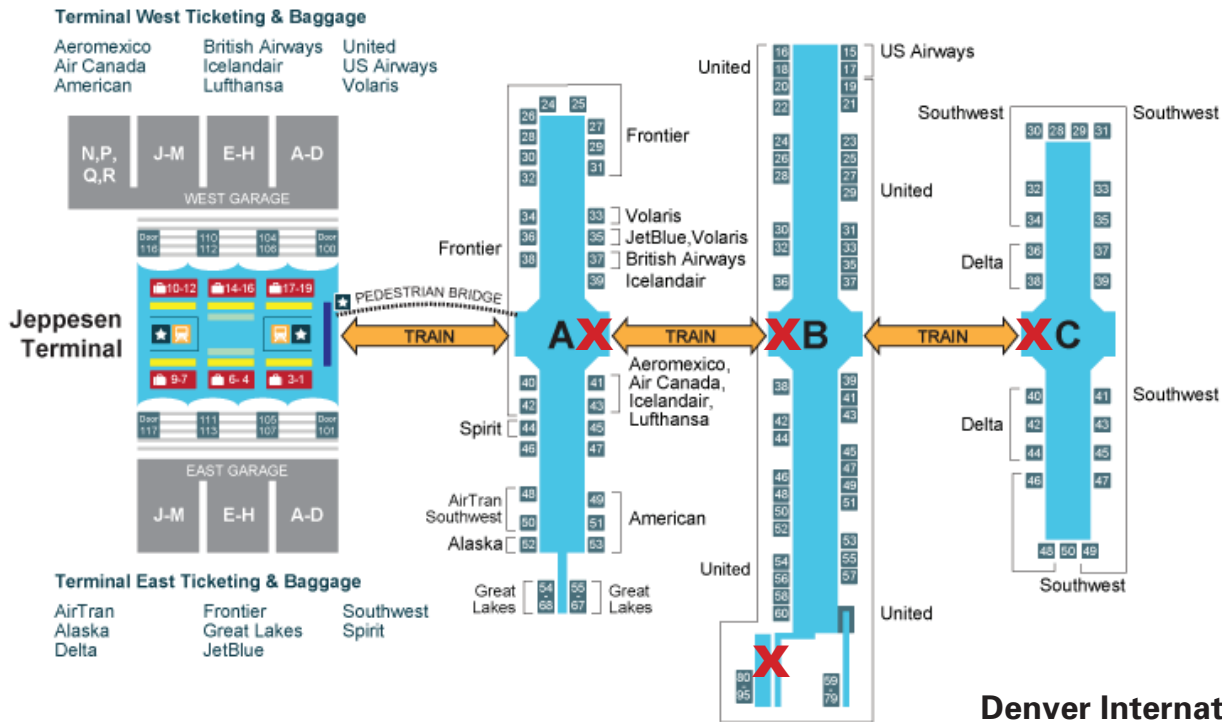 Terminal West Ticketing & Baggage
Aeromexico British Airways United
Air Canada Icelandair US Airways
American Lufthansa Volaris
N,P, Q,R
J-M
E-H
A-D
WEST GARAGE
Door 116
110 112
104 106
Door 100
10-12
14-16
17-19
PEDESTRIAN BRIDGE
Jeppesen
Terminal
9-7
6-4
3-1
Door 117
111 113
105 107
Door 101
EAST GARAGE
J-M
E-H
A-D
Terminal East Ticketing & Baggage
AirTran Frontier Southwest
Alaska Great Lakes Spirit
Delta JetBlue
TRAIN
24 25
26 27
28 29
30 31
32
Frontier
34 33 Volaris
36 35 JetBlue,Volaris
Frontier
38 37 British Airways
39 Icelandair
A X
40 41
42 43
Aeromexico,
Air Canada,
Icelandair,
Lufthansa
Spirit
44 45
46 47
AirTran
Southwest
48 49
50 51
American
Alaska
52 53
Great
Lakes
54 - 68
55 - 67
Great
Lakes
TRAIN
United
16 15
18 17
US Airways
20 19
22 21
24 23
26 25
28 27
29
United
30 31
32 33
35
36 37
X B
38 39
41
42 43
44 45
46 47
48 49
50 51
52 53
United
54 55
56 57
58
60
United
X
80 - 95
59 - 79
TRAIN
Southwest
Southwest
30 28 29 31
32 33
34 35
Delta
36 37
38 39
X C
40 41
42 43
44 45
Delta
Southwest
46 47
48 50 49
Southwest
Denver Internat